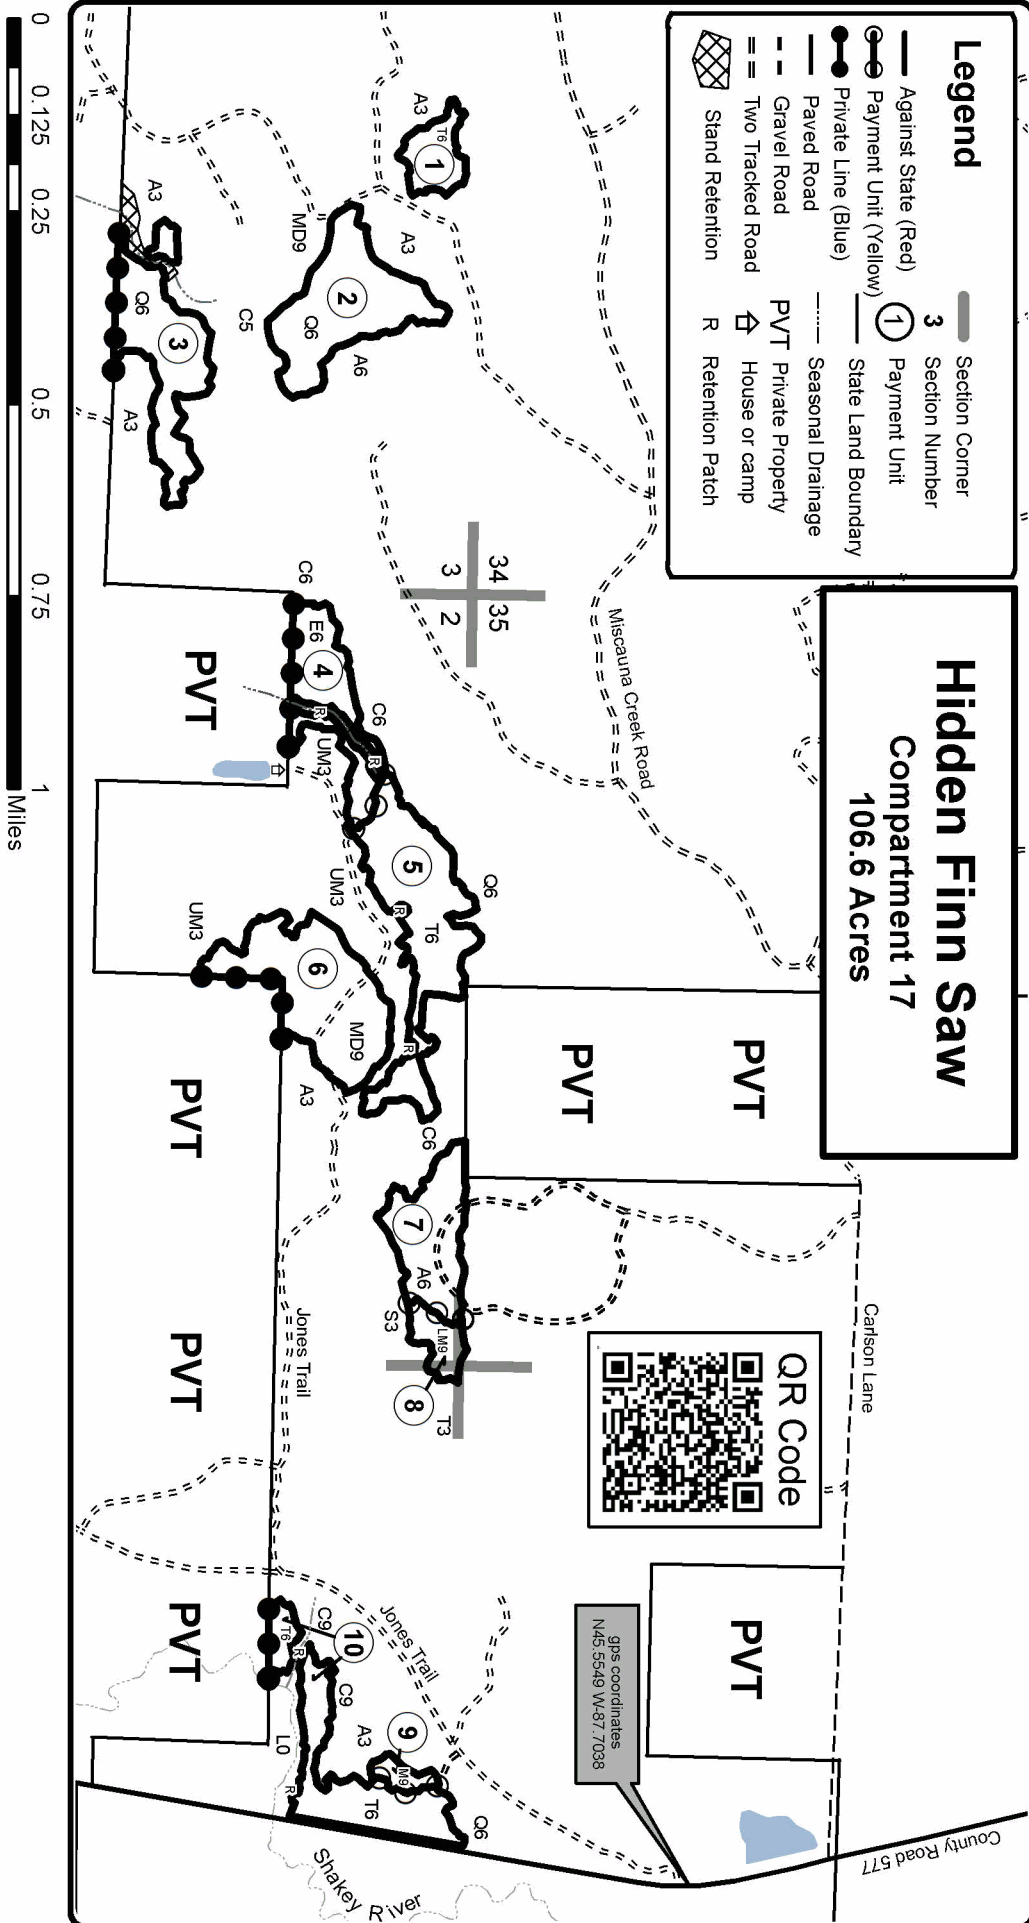 Hidden Finn Saw
Compartment 17
106.6 Acres
Legend
Against State (Red)
Payment Unit (Yellow)
Private Line (Blue)
Paved Road
Gravel Road
Two Tracked Road
Stand Retention
Section Corner
3 Section Number
1 Payment Unit
State Land Boundary
Seasonal Drainage
PVT Private Property
House or camp
R Retention Patch
A3
T6
1
A3
MD9
2
Q6
C5
A6
A3
Q6
3
A3
34
35
3
2
Miscauna Creek Road
C6
E6
4
R
C6
R
UM3
PVT
5
Q6
UM3
R
T6
UM3
6
MD9
R
A3
C6
PVT
PVT
PVT
7
A6
S3
LM9
8
T3
Jones Trail
PVT
Carlson Lane
QR Code
PVT
PVT
gps coordinates
N45.5549 W-87.7038
Jones Trail
C9
10
T6
R
C9
A3
9
M9
T6
Q6
L0
R
Shakey River
County Road 577
0
0.125
0.25
0.5
0.75
1
Miles